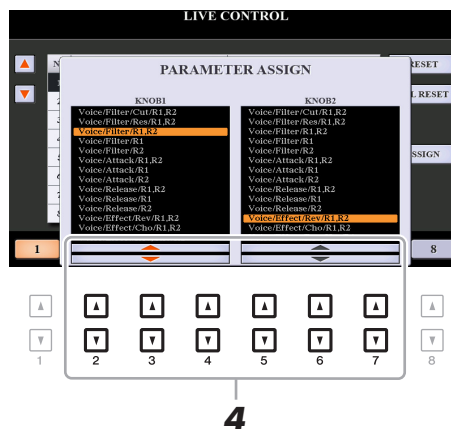 LIVE CONTROL
RESET
L RESET
SSIGN
PARAMETER ASSIGN
KNOB1
Voice/Filter/Cut/R1,R2
Voice/Filter/Res/R1,R2
Voice/Filter/R1,R2
Voice/Filter/R1
Voice/Filter/R2
Voice/Attack/R1,R2
Voice/Attack/R1
Voice/Attack/R2
Voice/Release/R1,R2
Voice/Release/R1
Voice/Release/R2
Voice/Effect/Rev/R1,R2
Voice/Effect/Cho/R1,R2
KNOB2
Voice/Filter/Cut/R1,R2
Voice/Filter/Res/R1,R2
Voice/Filter/R1,R2
Voice/Filter/R1
Voice/Filter/R2
Voice/Attack/R1,R2
Voice/Attack/R1
Voice/Attack/R2
Voice/Release/R1,R2
Voice/Release/R1
Voice/Release/R2
Voice/Effect/Rev/R1,R2
Voice/Effect/Cho/R1,R2
1
8
1 2 3 4 5 6 7 8
4